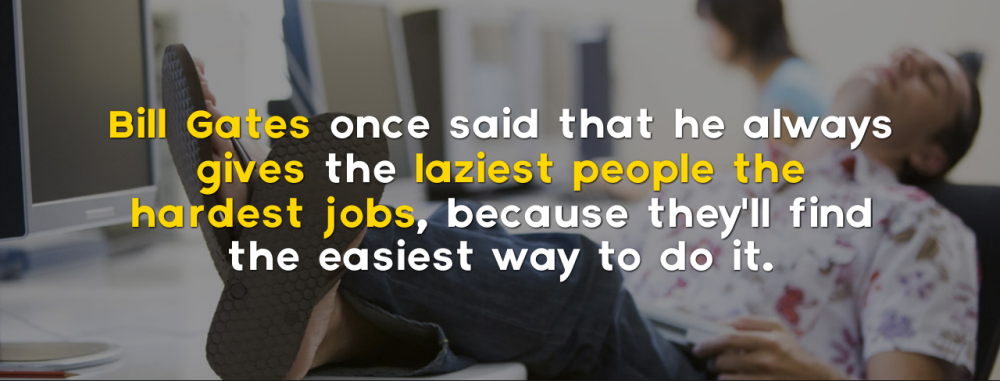 Bill Gates once said that he always
gives the laziest people the
hardest jobs, because they'll find
the easiest way to do it.